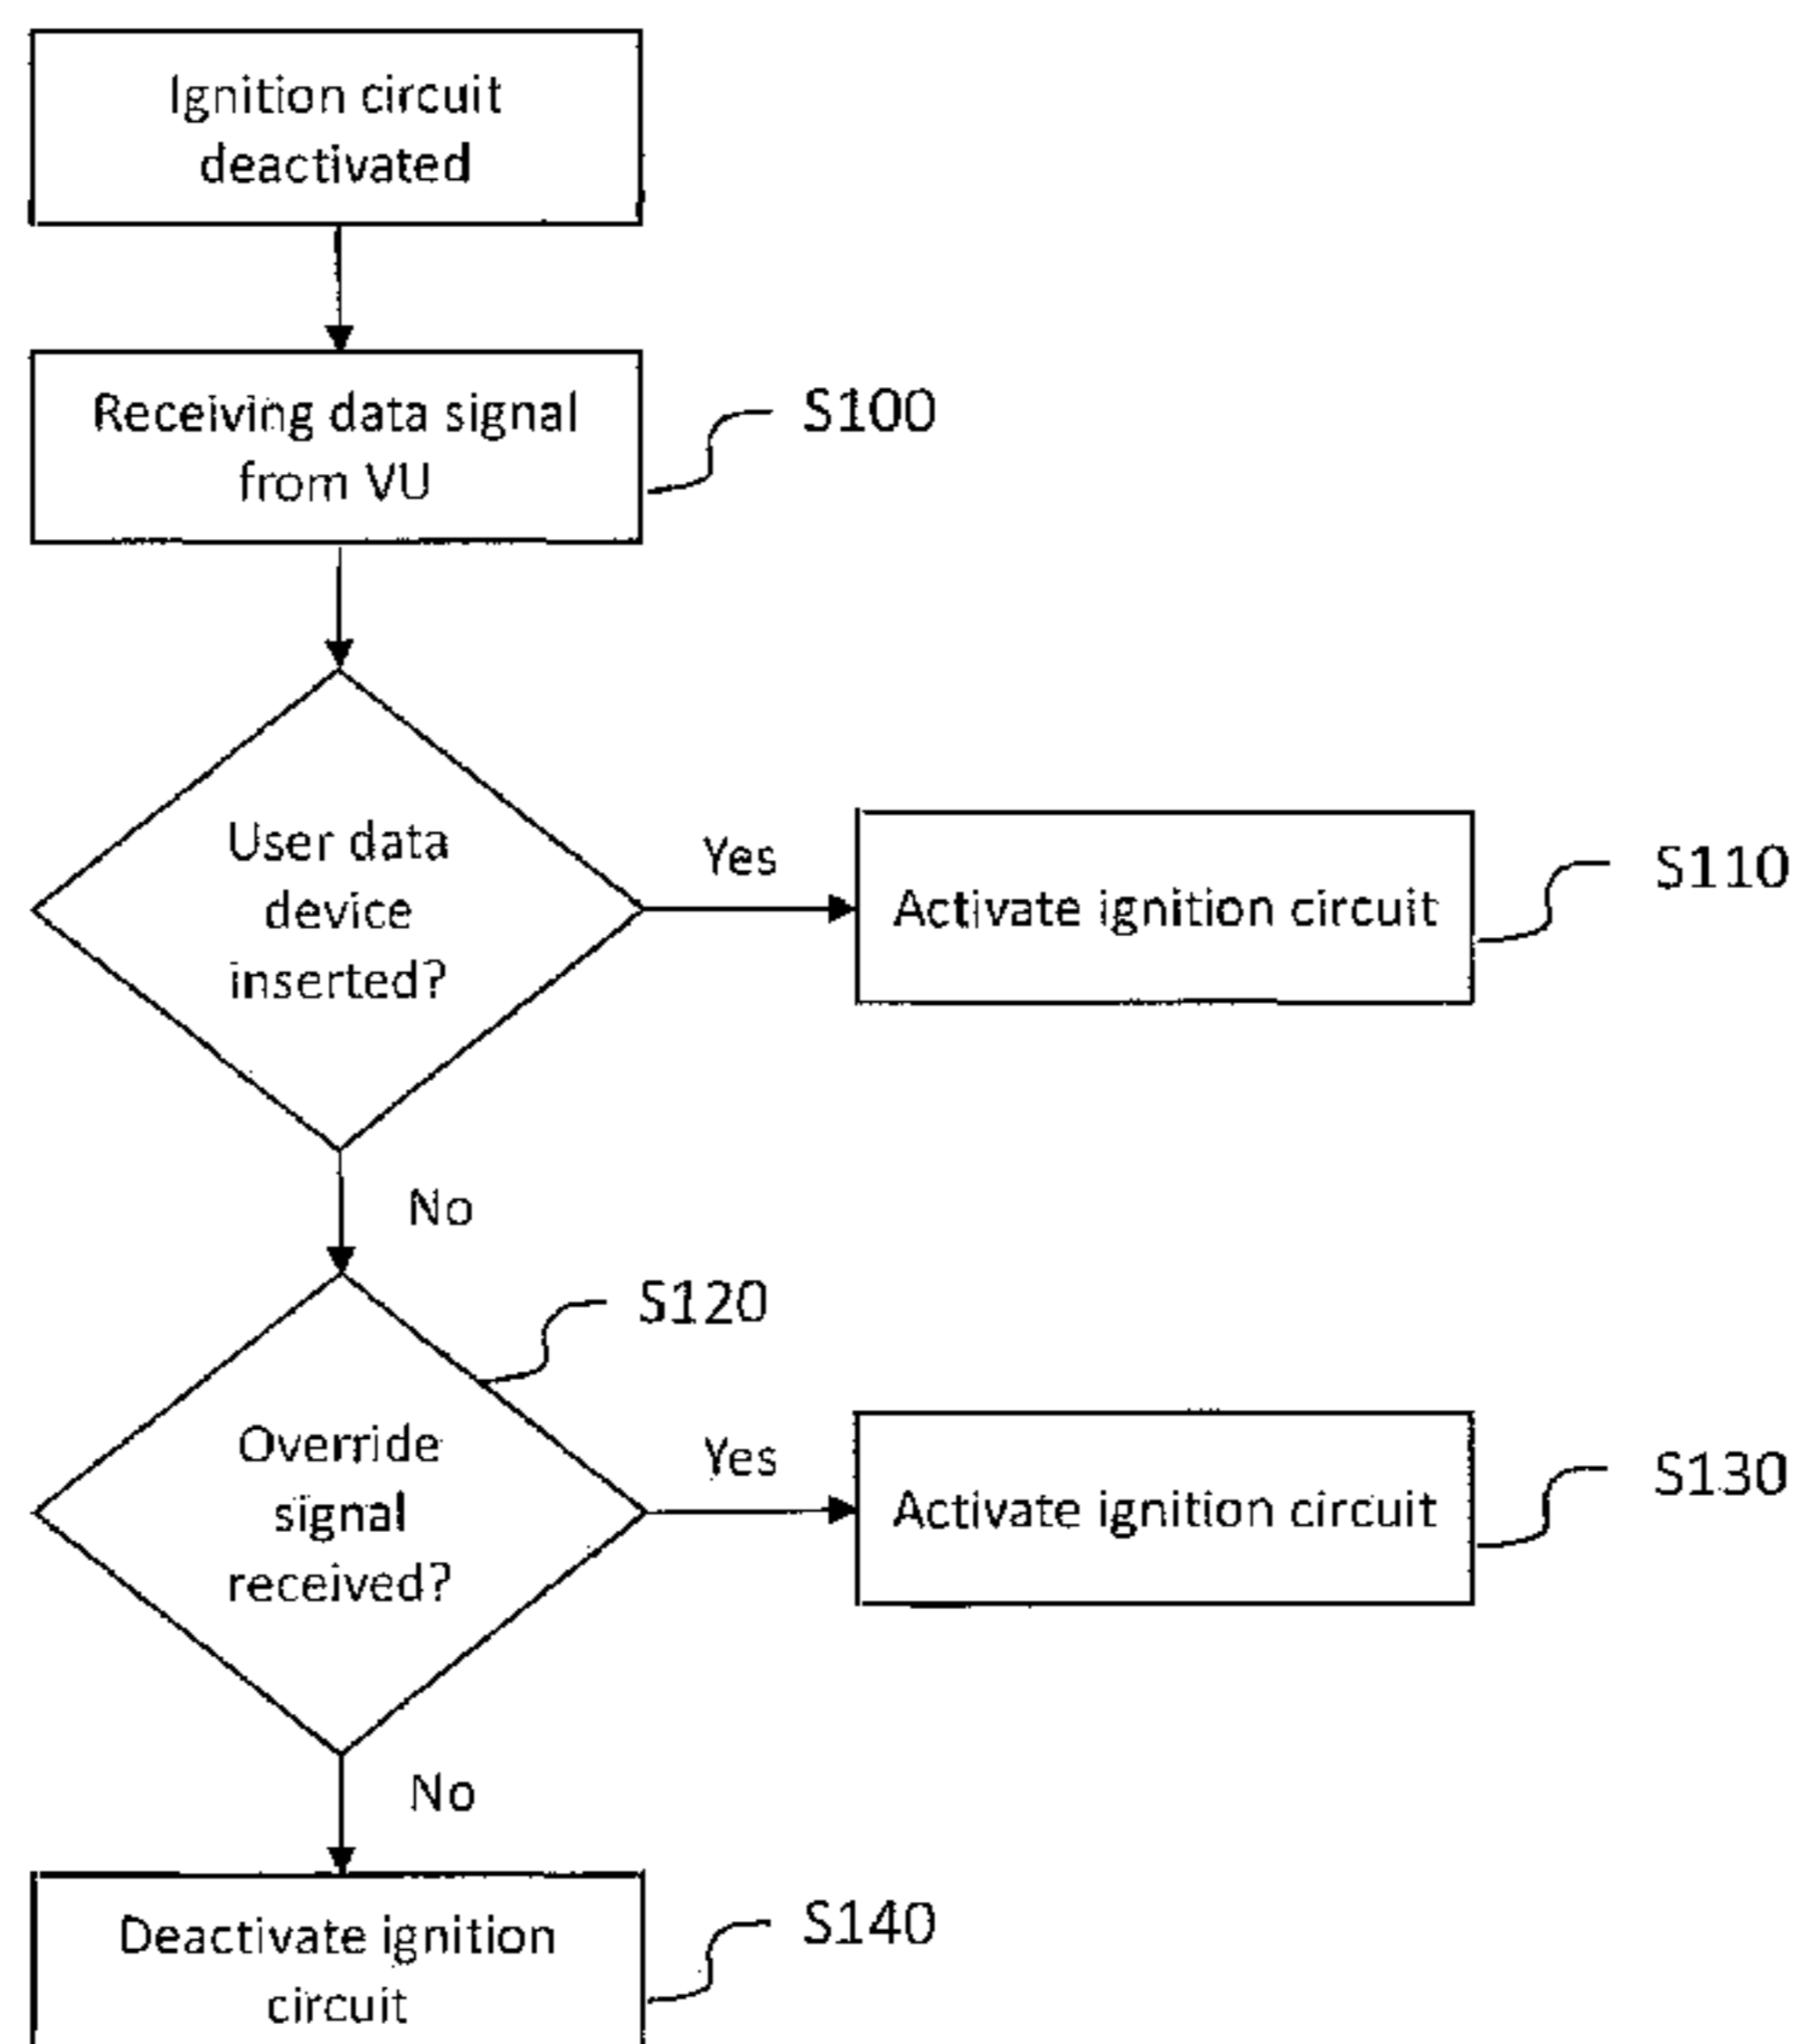 Ignition circuit
deactivated
Receiving data signal
from VU
S100
User data
device
inserted?
Yes
Activate ignition circuit
S110
No
S120
Override
signal
received?
Yes
Activate ignition circuit
S130
No
Deactivate ignition
circuit
S140